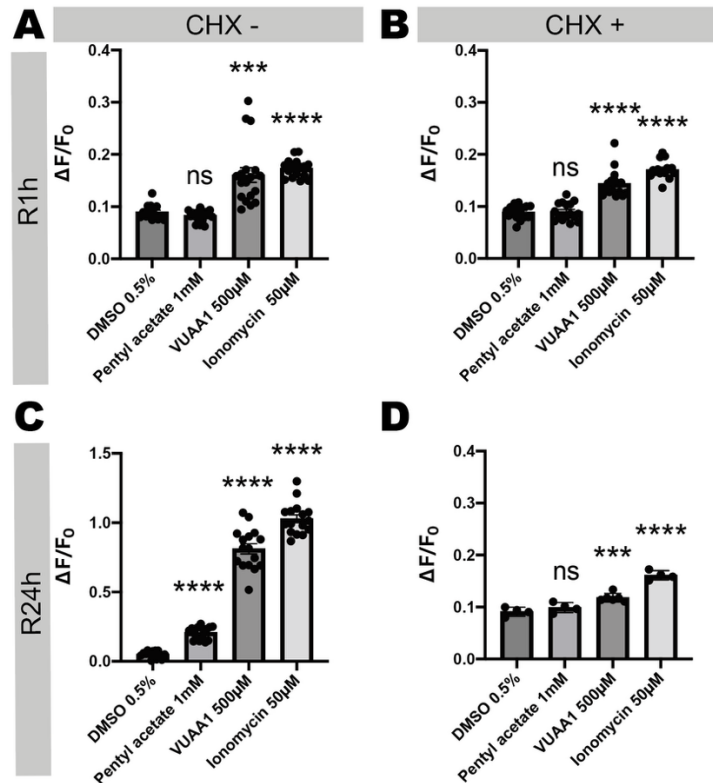 A
CHX -
B
CHX +
R1h
ΔF/F0
0.4
0.3
0.2
0.1
0.0
ns
***
****
DMSO 0.5%
Pentyl acetate 1mM
VUAA1 500µM
Ionomycin 50µM
ΔF/F0
0.4
0.3
0.2
0.1
0.0
ns
****
****
DMSO 0.5%
Pentyl acetate 1mM
VUAA1 500µM
Ionomycin 50µM
C
R24h
ΔF/F0
1.5
1.0
0.5
0.0
****
****
****
DMSO 0.5%
Pentyl acetate 1mM
VUAA1 500µM
Ionomycin 50µM
D
ΔF/F0
0.4
0.3
0.2
0.1
0.0
ns
***
****
DMSO 0.5%
Pentyl acetate 1mM
VUAA1 500µM
Ionomycin 50µM